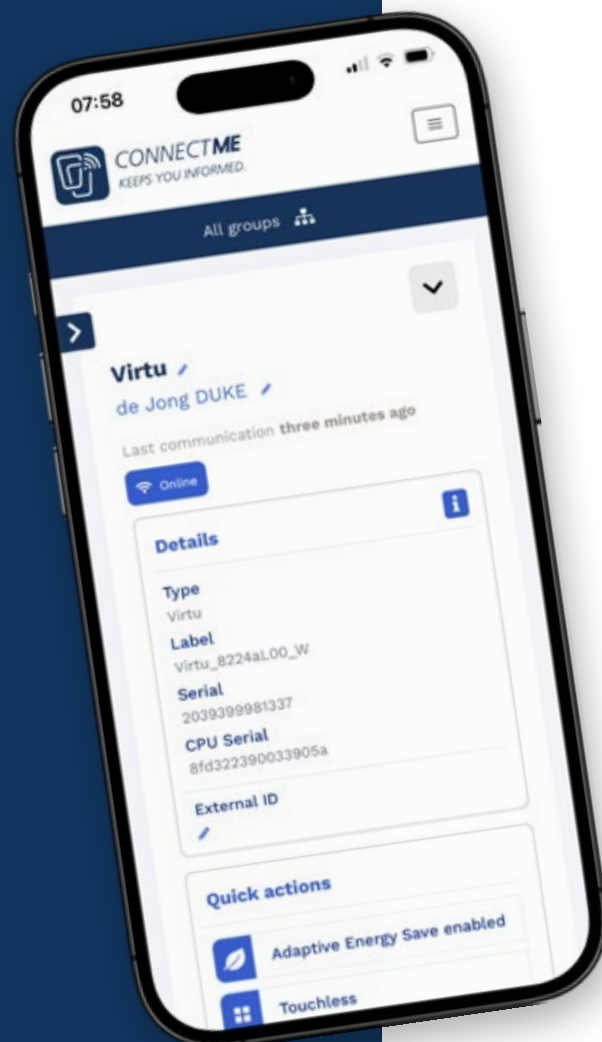 07:58
CONNECTME
KEEPS YOU INFORMED.
All groups
Virtu
de Jong DUKE
Last communication three minutes ago
Online
Details
Type
Virtu
Label
Virtu_8224aL00_W
Serial
2039399981337
CPU Serial
8fd322390033905a
External ID
Quick actions
Adaptive Energy Save enabled
Touchless